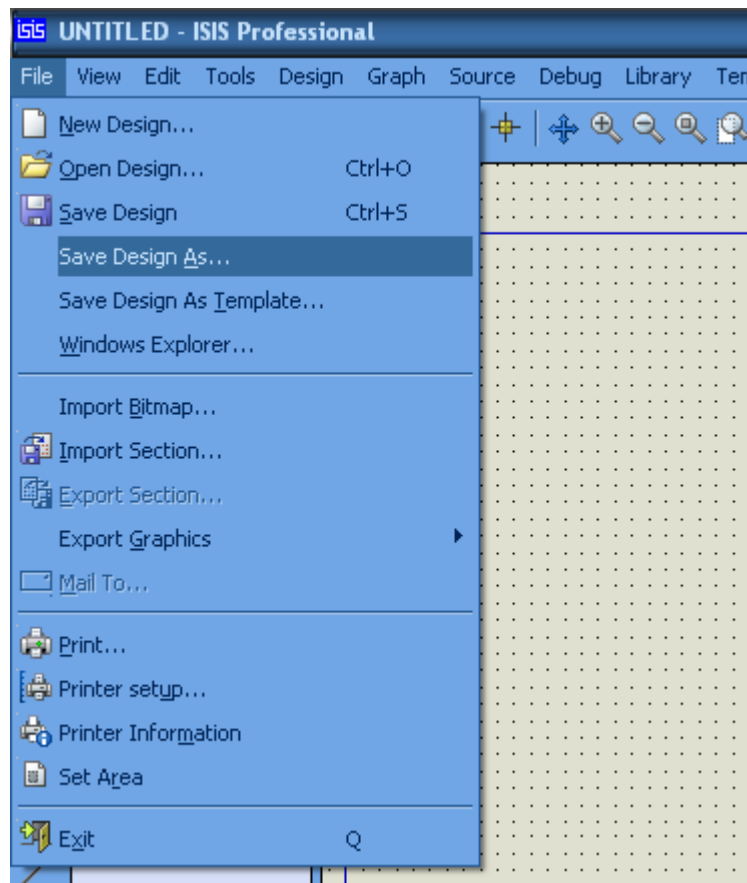 isis UNTITLED - ISIS Professional
File View Edit Tools Design Graph Source Debug Library
New Design...
Open Design... Ctrl+O
Save Design Ctrl+S
Save Design As...
Save Design As Template...
Windows Explorer...
Import Bitmap...
Import Section...
Export Section...
Export Graphics
Mail To...
Print...
Printer setup...
Printer Information
Set Area
Exit Q